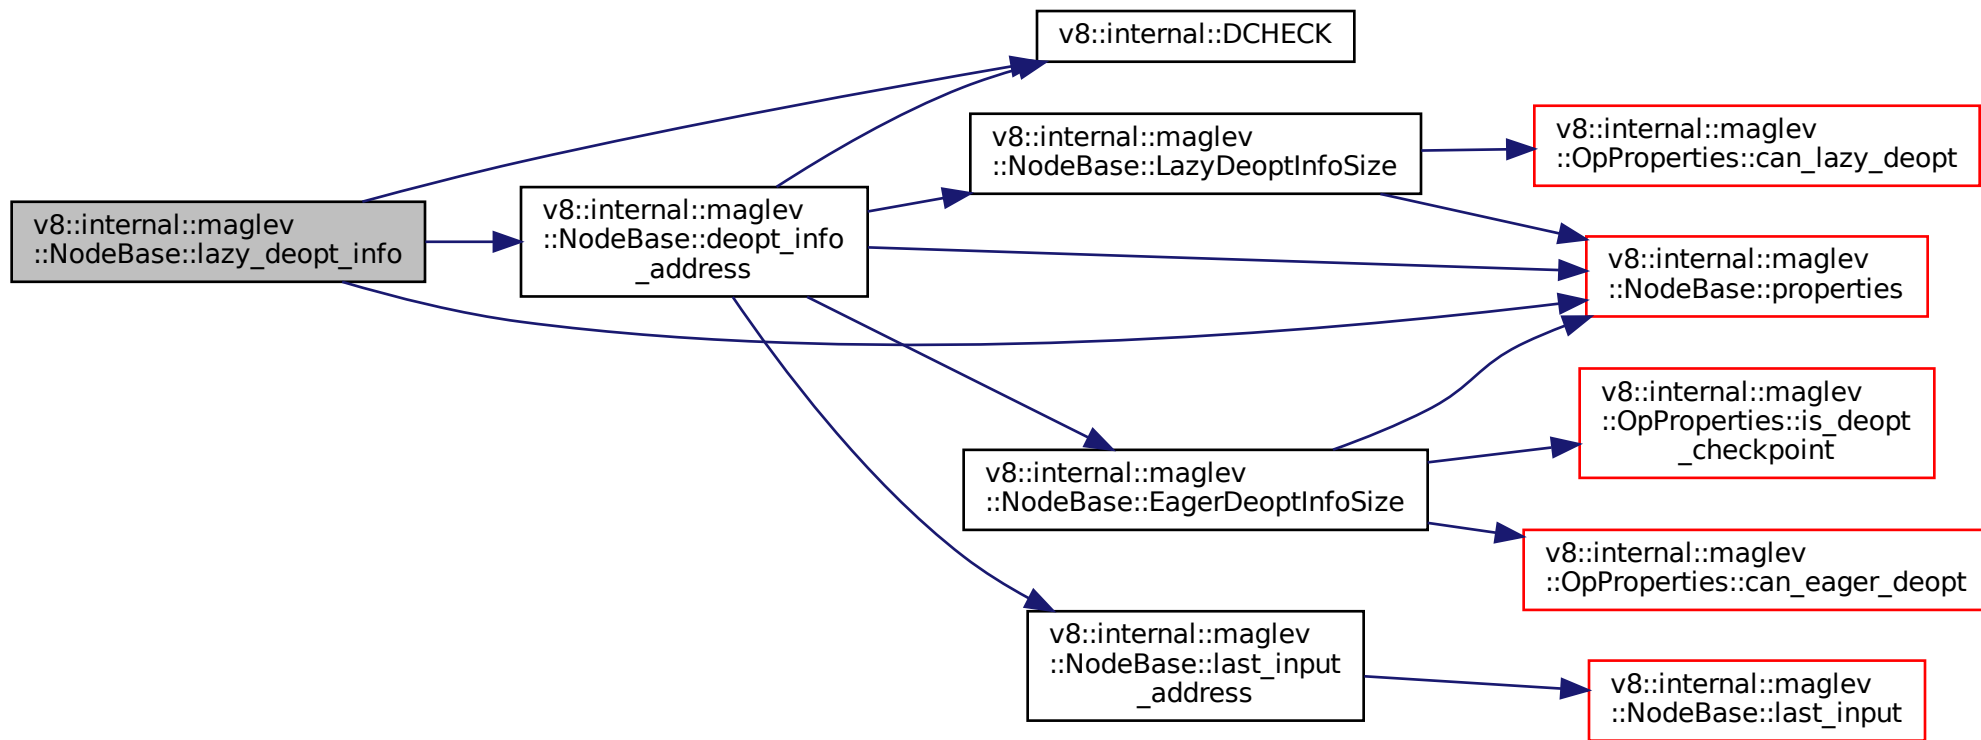 v8::internal::maglev
::NodeBase::lazy_deopt_info
v8::internal::DCHECK
v8::internal::maglev
::NodeBase::deopt_info
_address
v8::internal::maglev
::NodeBase::LazyDeoptInfoSize
v8::internal::maglev
::OpProperties::can_lazy_deopt
v8::internal::maglev
::NodeBase::properties
v8::internal::maglev
::NodeBase::EagerDeoptInfoSize
v8::internal::maglev
::OpProperties::is_deopt
_checkpoint
v8::internal::maglev
::OpProperties::can_eager_deopt
v8::internal::maglev
::NodeBase::last_input
_address
v8::internal::maglev
::NodeBase::last_input